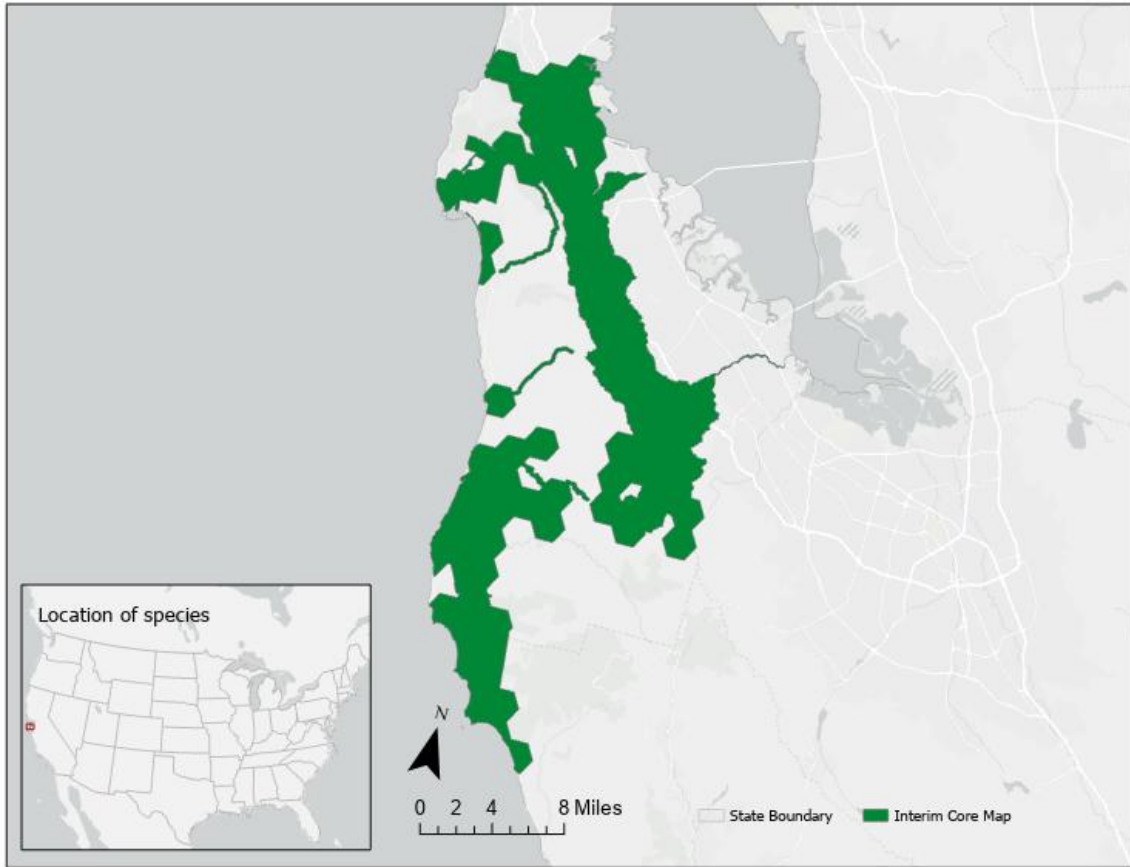 Location of species
N
0 2 4 8 Miles
State Boundary
Interim Core Map